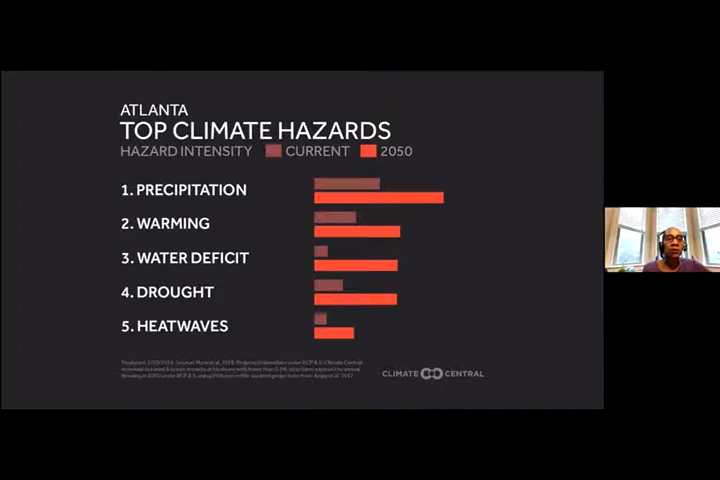 ATLANTA
TOP CLIMATE HAZARDS
HAZARD INTENSITY CURRENT 2050
1. PRECIPITATION
2. WARMING
3. WATER DEFICIT
4. DROUGHT
5. HEATWAVES
CLIMATE CENTRAL